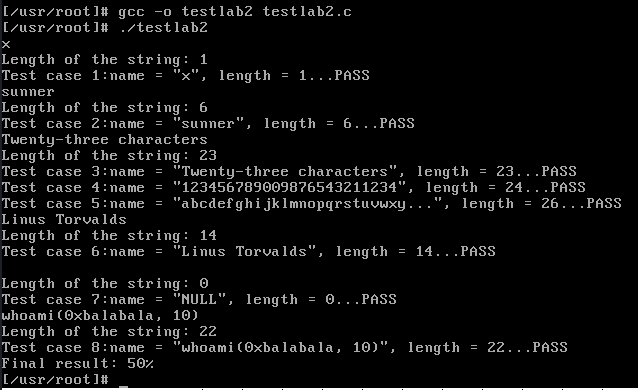 [/usr/root]# gcc -o testlab2 testlab2.c
[/usr/root]# ./testlab2
x
Length of the string: 1
Test case 1:name = "x", length = 1...PASS
sunner
Length of the string: 6
Test case 2:name = "sunner", length = 6...PASS
Twenty-three characters
Length of the string: 23
Test case 3:name = "Twenty-three characters", length = 23...PASS
Test case 4:name = "123456789009876543211234", length = 24...PASS
Test case 5:name = "abcdefghijklmnopqrstuvwxy...", length = 26...PASS
Linus Torvalds
Length of the string: 14
Test case 6:name = "Linus Torvalds", length = 14...PASS
Length of the string: 0
Test case 7:name = "NULL", length = 0...PASS
whoami(0xbalabala, 10)
Length of the string: 22
Test case 8:name = "whoami(0xbalabala, 10)", length = 22...PASS
Final result: 50%
[/usr/root]#